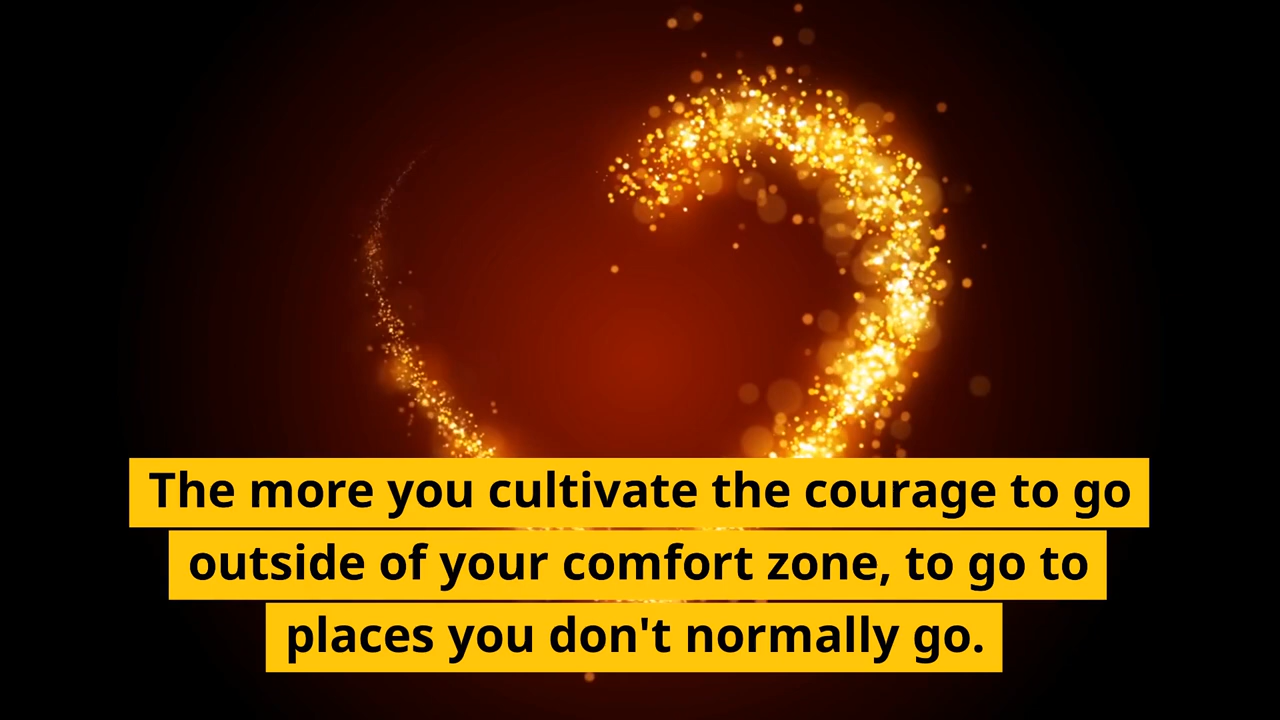 The more you cultivate the courage to go
outside of your comfort zone, to go to
places you don't normally go.